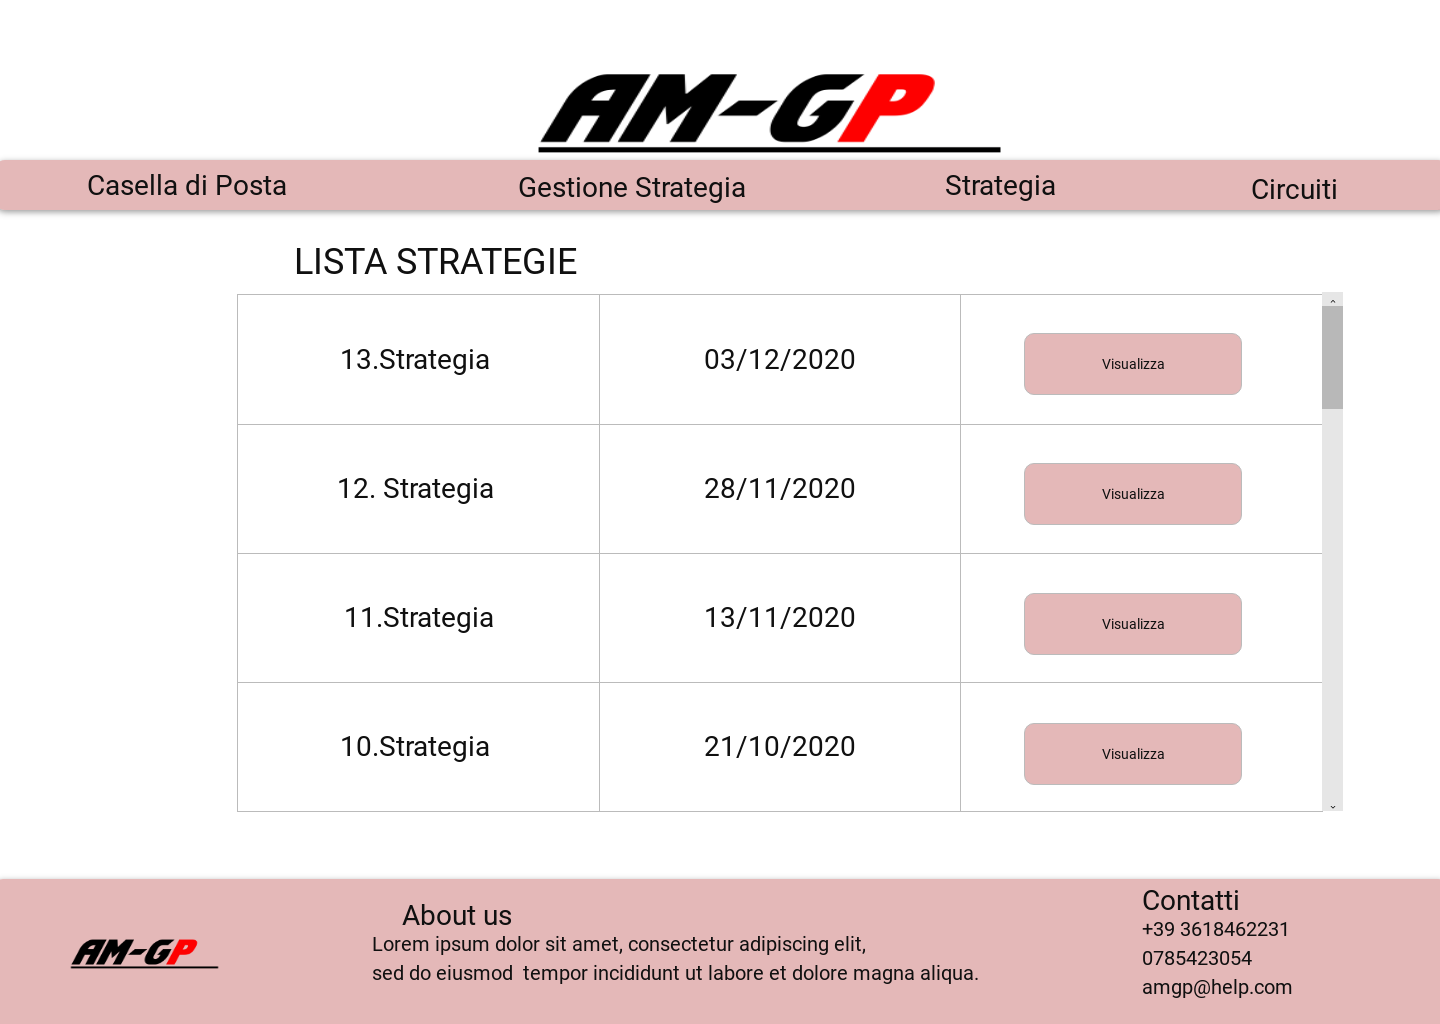 AM-GP
Casella di Posta
Gestione Strategia
Strategia
Circuiti
LISTA STRATEGIE
13.Strategia
03/12/2020
Visualizza
12. Strategia
28/11/2020
Visualizza
11.Strategia
13/11/2020
Visualizza
10.Strategia
21/10/2020
Visualizza
AM-GP
About us
Lorem ipsum dolor sit amet, consectetur adipiscing elit,
sed do eiusmod  tempor incididunt ut labore et dolore magna aliqua.
Contatti
+39 3618462231
0785423054
amgp@help.com